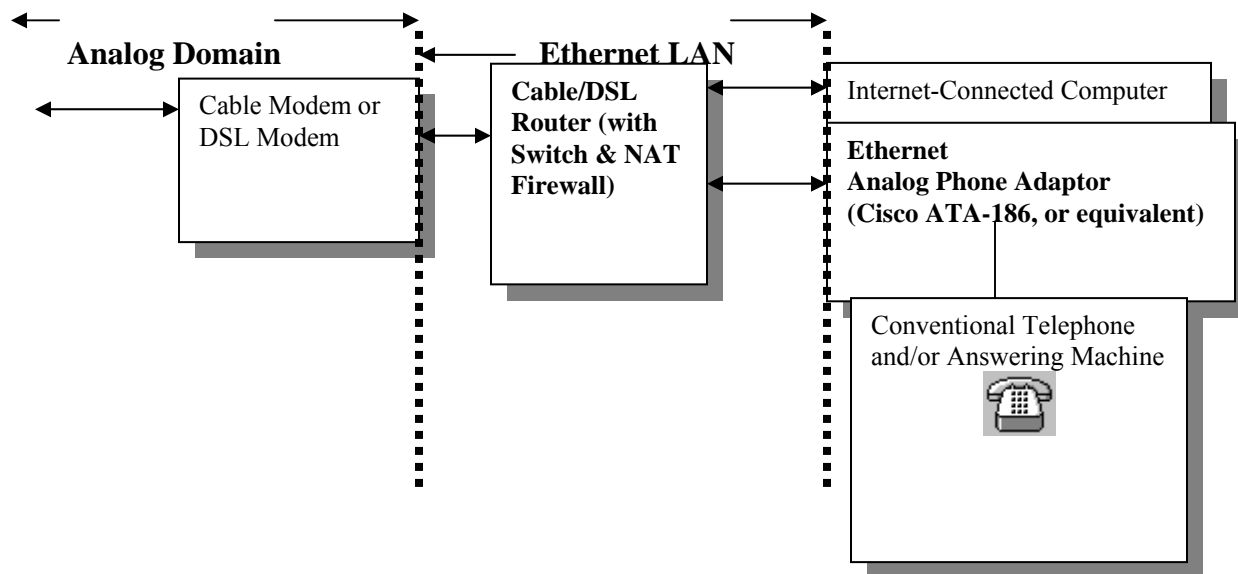 Analog Domain
Ethernet LAN
Cable Modem or
DSL Modem
Cable/DSL
Router (with
Switch & NAT
Firewall)
Internet-Connected Computer
Ethernet
Analog Phone Adaptor
(Cisco ATA-186, or equivalent)
Conventional Telephone
and/or Answering Machine